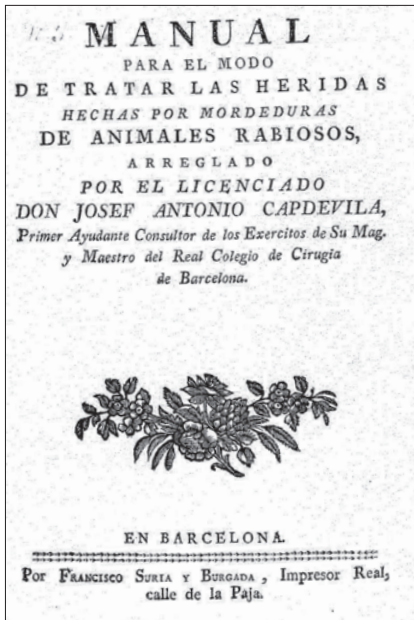 MANUAL
PARA EL MODO
DE TRATAR LAS HERIDAS
HECHAS POR MORDEDURAS
DE ANIMALES RABIOSOS,
ARREGLADO
POR EL LICENCIADO
DON JOSEF ANTONIO CAPDEVILA,
Primer Ayudante Consultor de los Exercitos de Su Mag.
y Maestro del Real Colegio de Cirugia
de Barcelona.
EN BARCELONA.
Por FRANCISCO SURIA Y BURGADA, Impresor Real,
calle de la Paja.